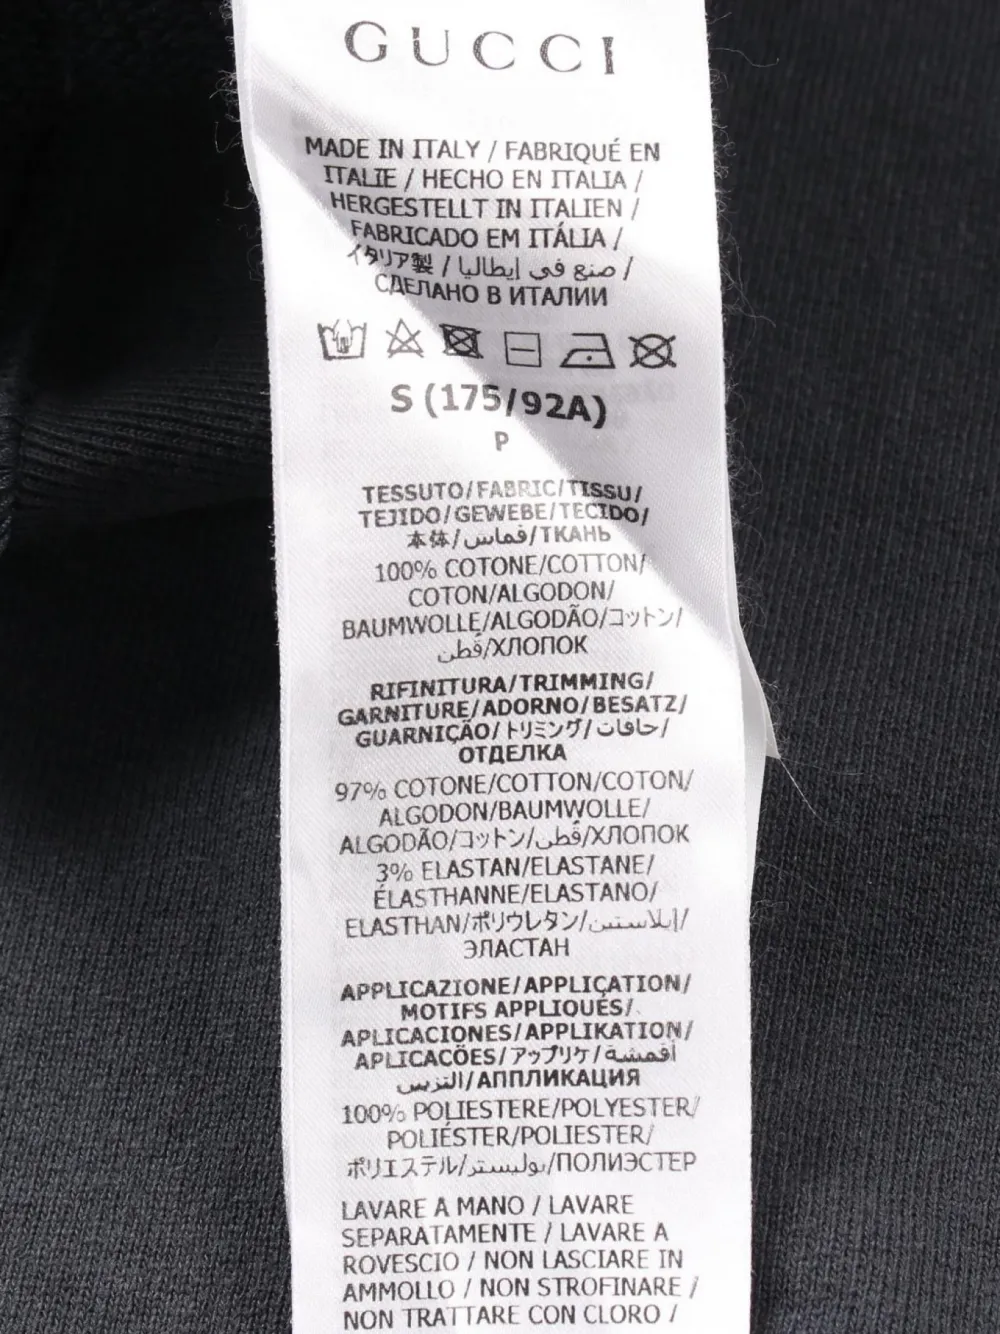 GUCCI
MADE IN ITALY / FABRIQUÉ EN
ITALIE / HECHO EN ITALIA /
HERGESTELLT IN ITALIEN /
FABRICADO EM ITÁLIA /
イタリア製 / صنع في إيطاليا /
СДЕЛАНО В ИТАЛИИ
S (175/92A)
P
TESSUTO/FABRIC/TISSU/
TEJIDO/GEWEBE/TECIDO/
本体/قماس/ТКАНЬ
100% COTONE/COTTON/
COTON/ALGODON/
BAUMWOLLE/ALGODÃO/コットン/
قطن/ХЛОПОК
RIFINITURA/TRIMMING/
GARNITURE/ADORNO/BESATZ/
GUARNIÇÃO/トリミング/حافات/
ОТДЕЛКА
97% COTONE/COTTON/COTON/
ALGODON/BAUMWOLLE/
ALGODÃO/コットン/قطن/ХЛОПОК
3% ELASTAN/ELASTANE/
ÉLASTHANNE/ELASTANO/
ELASTHAN/ポリウレタン/إيلاستين/
ЭЛАСТАН
APPLICAZIONE/APPLICATION/
MOTIFS APPLIQUÉS/
APLICACIONES/APPLIKATION/
APLICACÕES/アップリケ/أقمشة
التزيين/АППЛИКАЦИЯ
100% POLIESTERE/POLYESTER/
POLIÉSTER/POLIESTER/
ポリエステル/بوليستر/ПОЛИЭСТЕР
LAVARE A MANO / LAVARE
SEPARATAMENTE / LAVARE A
ROVESCIO / NON LASCIARE IN
AMMOLLO / NON STROFINARE /
NON TRATTARE CON CLORO /